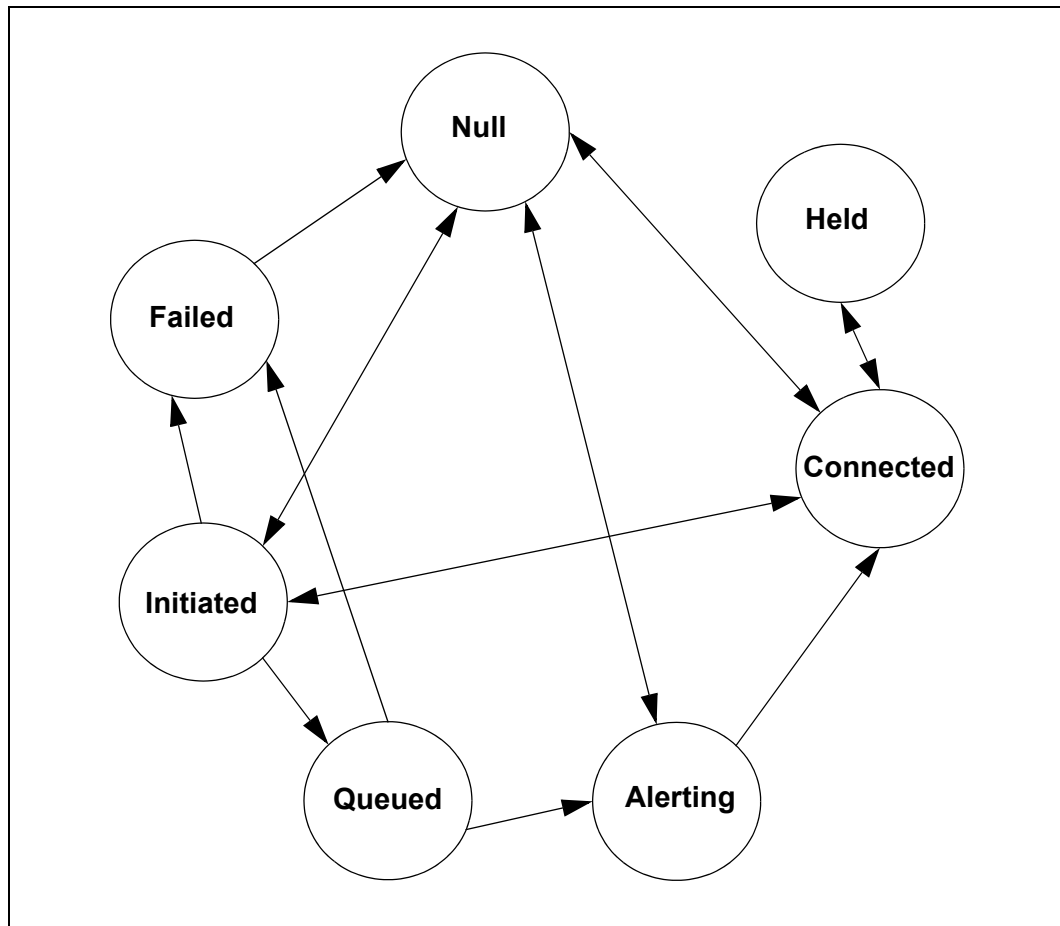 Null
Held
Failed
Connected
Initiated
Queued
Alerting